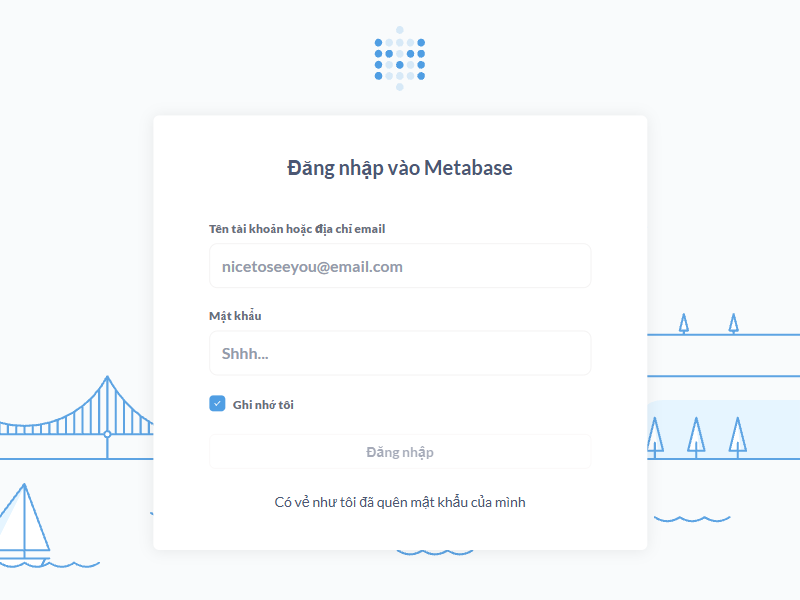 Đăng nhập vào Metabase
Tên tài khoản hoặc địa chỉ email
nicetoseeyou@email.com
Mật khẩu
Shhh...
Ghi nhớ tôi
Đăng nhập
Có vẻ như tôi đã quên mật khẩu của mình